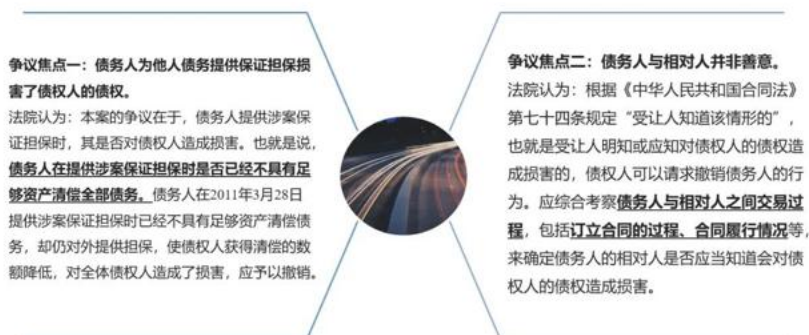 争议焦点一：债务人为他人债务提供保证担保损
害了债权人的债权。
法院认为：本案的争议在于，债务人提供涉案保
证担保时，其是否对债权人造成损害。也就是说，
债务人在提供涉案保证担保时是否已经不具有足
够资产清偿全部债务。债务人在2011年3月28日
提供涉案保证担保时已经不具有足够资产清偿债
务，却仍对外提供担保，使债权人获得清偿的数
额降低，对全体债权人造成了损害，应予以撤销。
争议焦点二：债务人与相对人并非善意。
法院认为：根据《中华人民共和国合同法》
第七十四条规定“受让人知道该情形的”，
也就是受让人明知或应知对债权人的债权造
成损害的，债权人可以请求撤销债务人的行
为。应综合考察债务人与相对人之间交易过
程，包括订立合同的过程、合同履行情况等，
来确定债务人的相对人是否应当知道会对债
权人的债权造成损害。